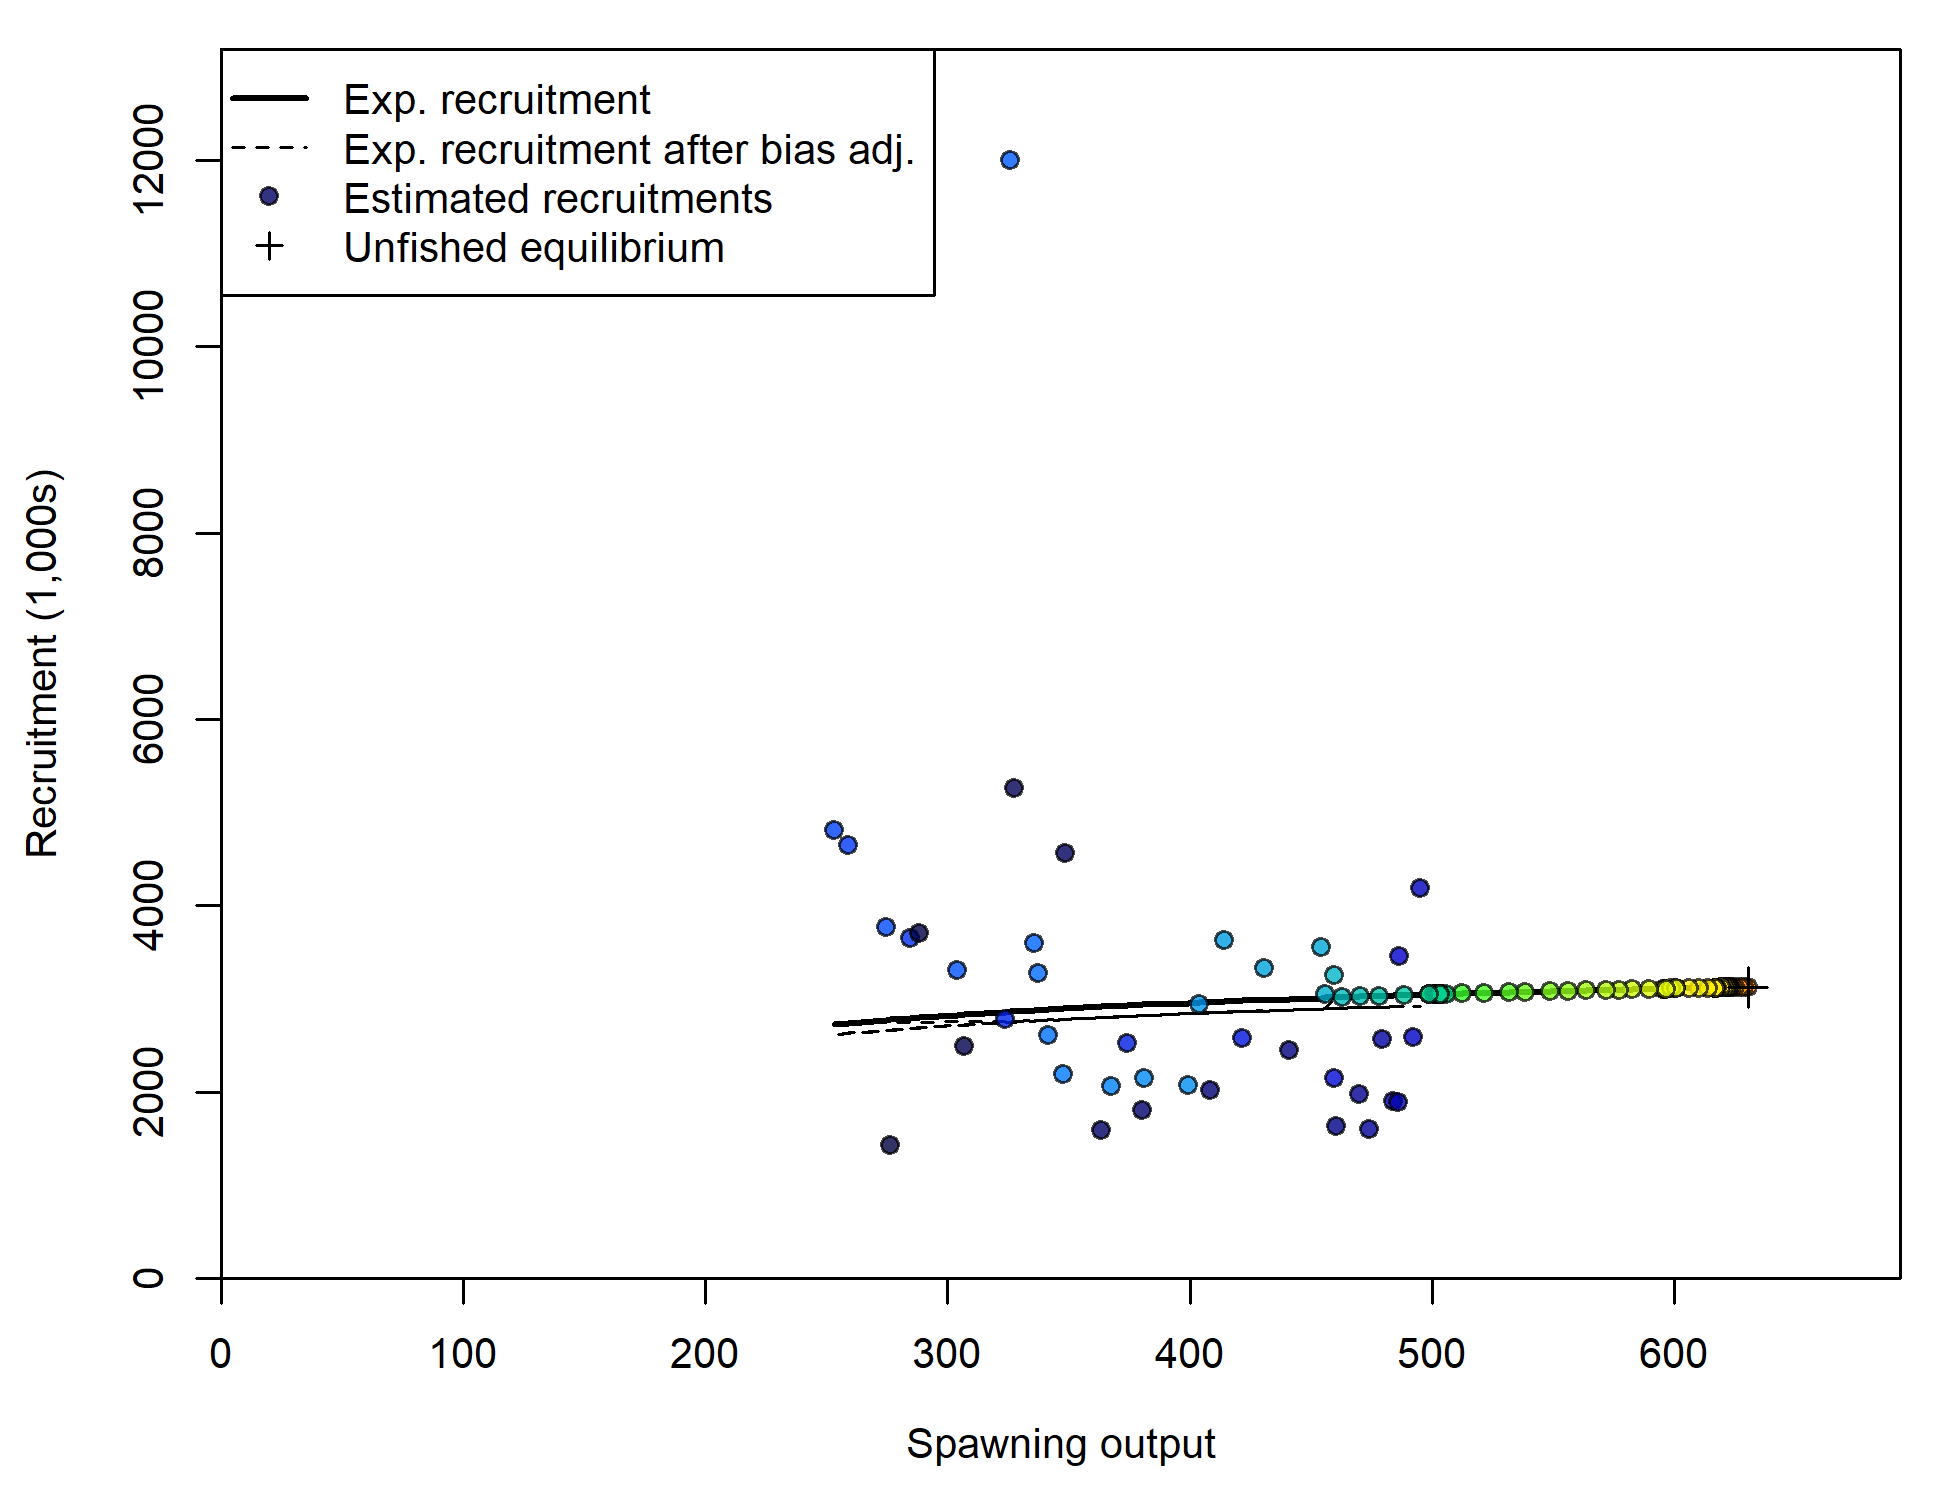 Exp. recruitment
Exp. recruitment after bias adj.
Estimated recruitments
Unfished equilibrium
Recruitment (1,000s)
12000
10000
8000
6000
4000
2000
0
0 100 200 300 400 500 600
Spawning output